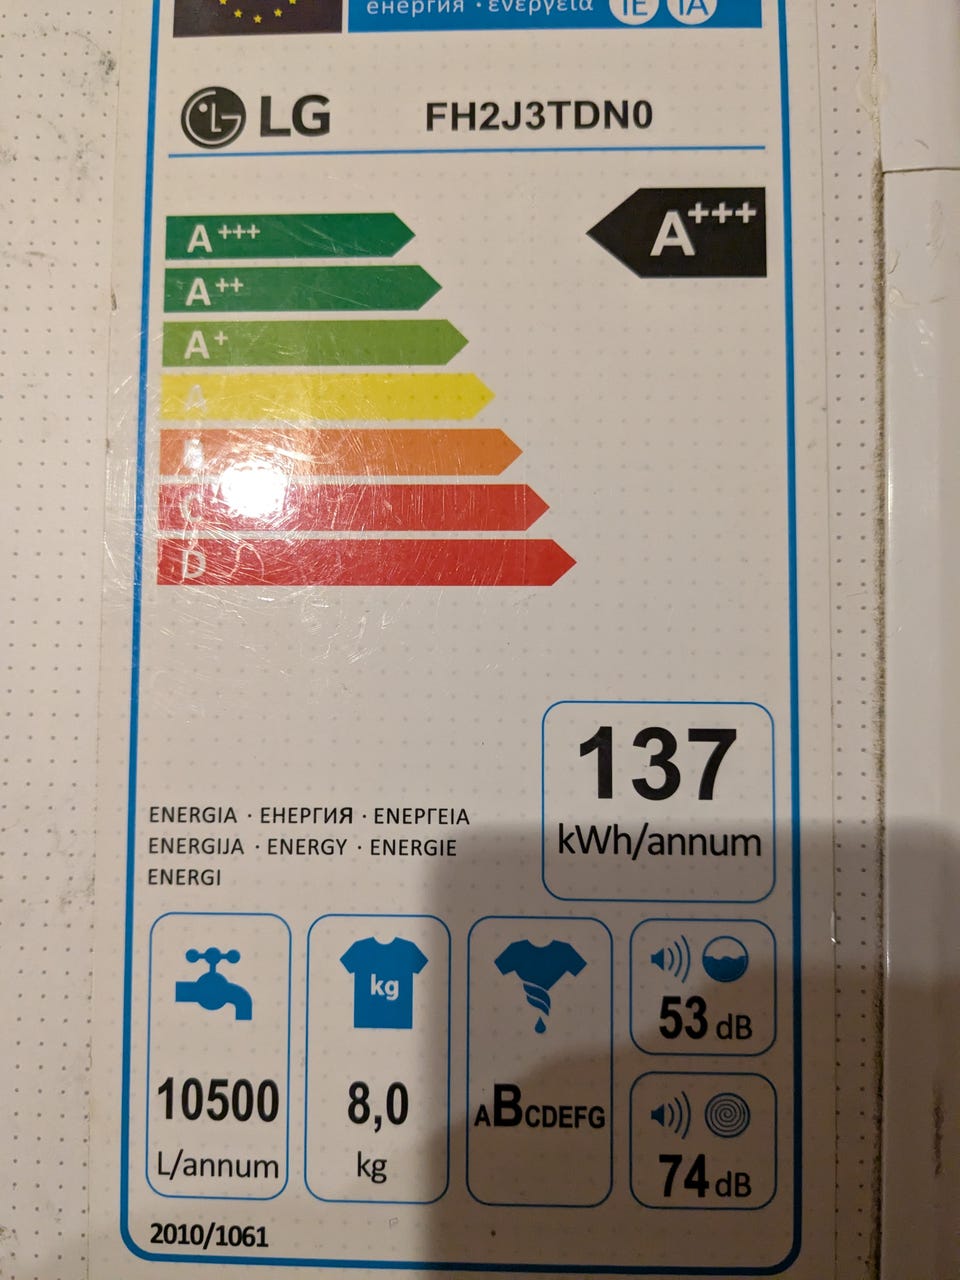 енергия · ενεργεια IE IA
LG FH2J3TDN0
A+++ A+++
A++
A+
A
C
D
137
kWh/annum
ENERGIA · ЕНЕРГИЯ · ΕΝΕΡΓΕΙΑ
ENERGIJA · ENERGY · ENERGIE
ENERGI
kg
53 dB
10500
L/annum
8,0
kg
ABCDEFG
74 dB
2010/1061